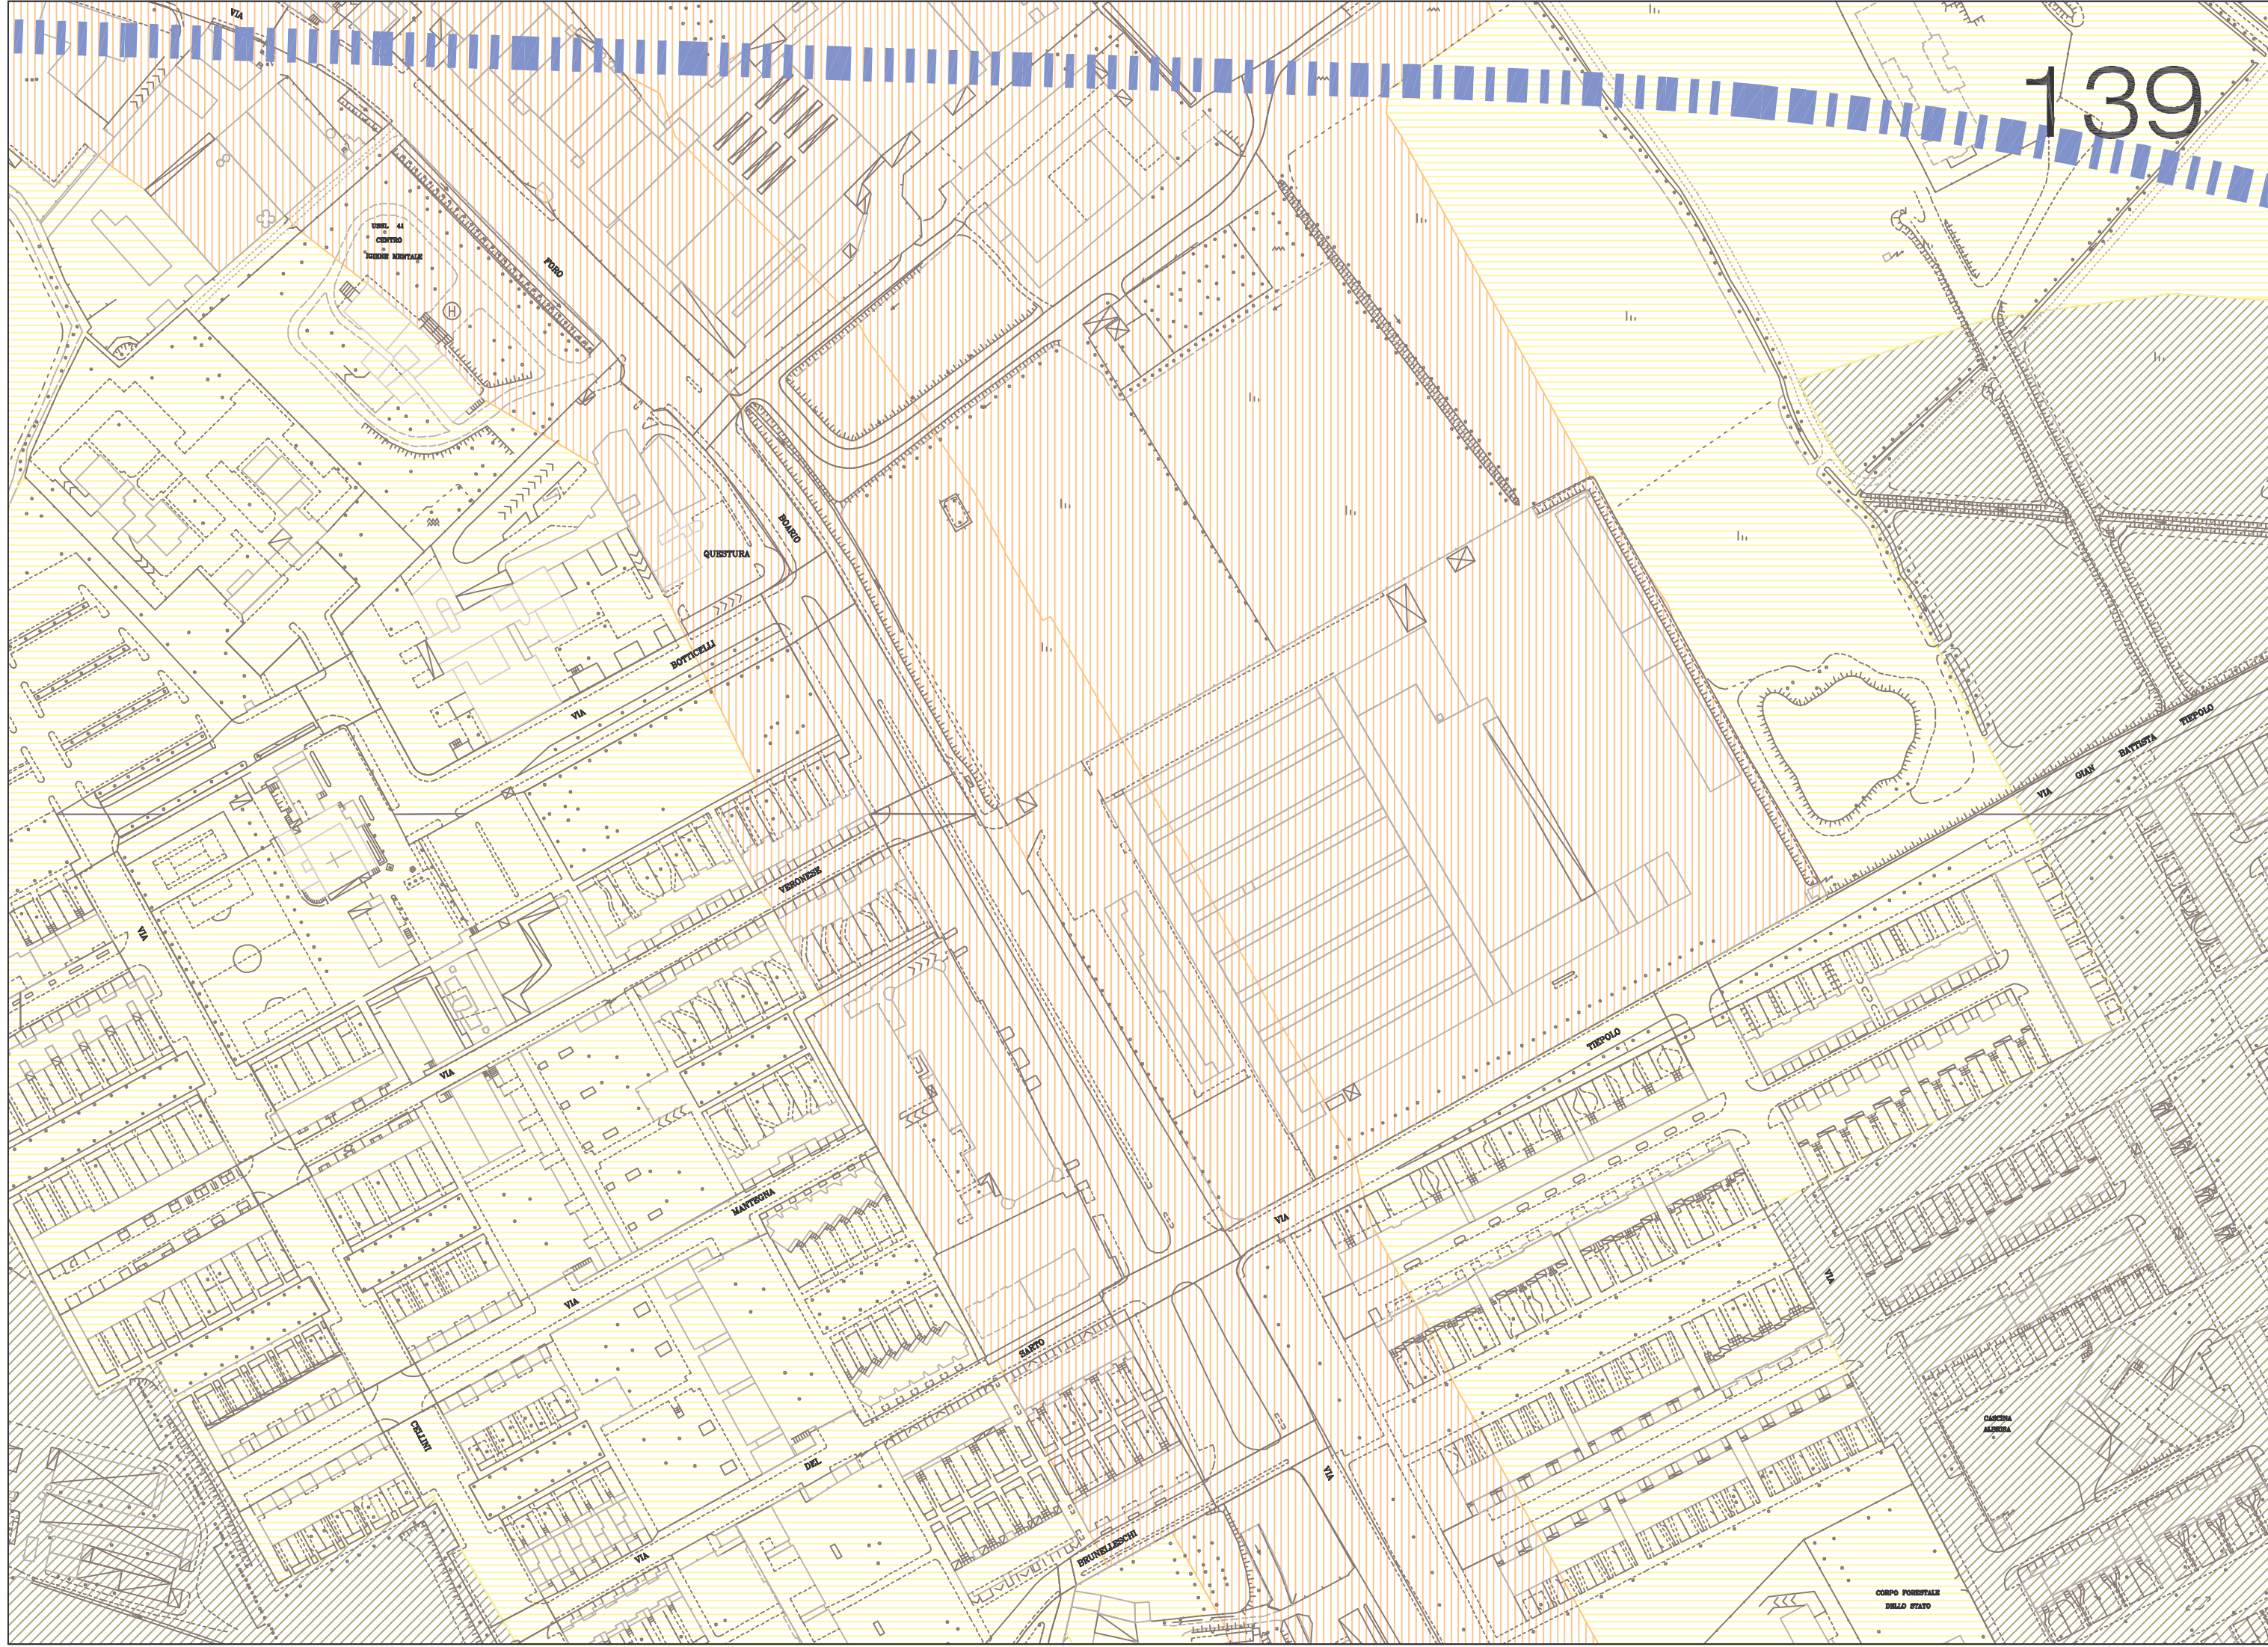 VIA
139
USSL 41
CENTRO
IGIENE MENTALE
H
FORO
BOARIO
QUESTURA
BOTTICELLI
VIA
TIEPOLO
BATTISTA
GIAN
VIA
VERONESE
VIA
TIEPOLO
VIA
MANTEGNA
VIA
VIA
VIA
SARTO
CASCINA
CELLINI
DEL
VIA
BRUNELLESCHI
VIA
CORPO FORESTALE
DELLO STATO